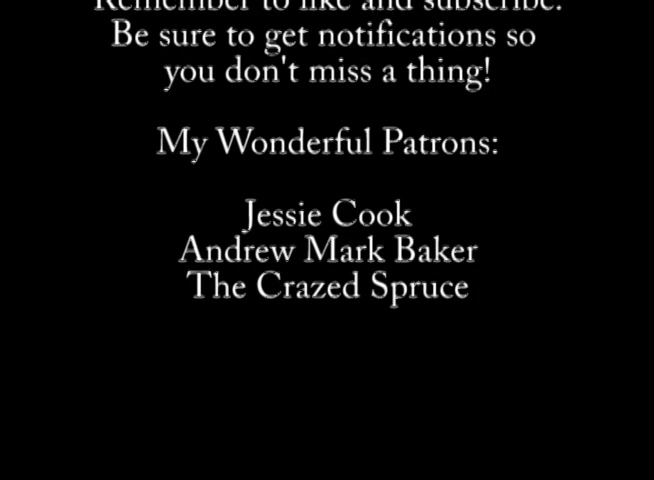 Remember to like and subscribe.
Be sure to get notifications so
you don't miss a thing!
My Wonderful Patrons:
Jessie Cook
Andrew Mark Baker
The Crazed Spruce